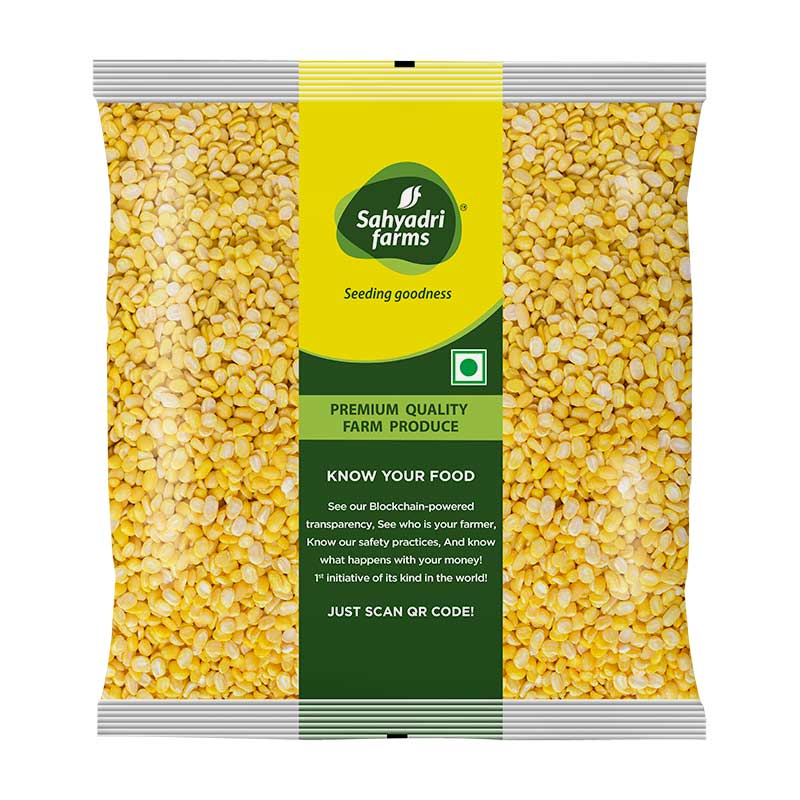 Sahyadri
farms
Seeding goodness
PREMIUM QUALITY
FARM PRODUCE
KNOW YOUR FOOD
See our Blockchain-powered
transparency, See who is your farmer,
Know our safety practices, And know
what happens with your money!
1st initiative of its kind in the world!
JUST SCAN QR CODE!